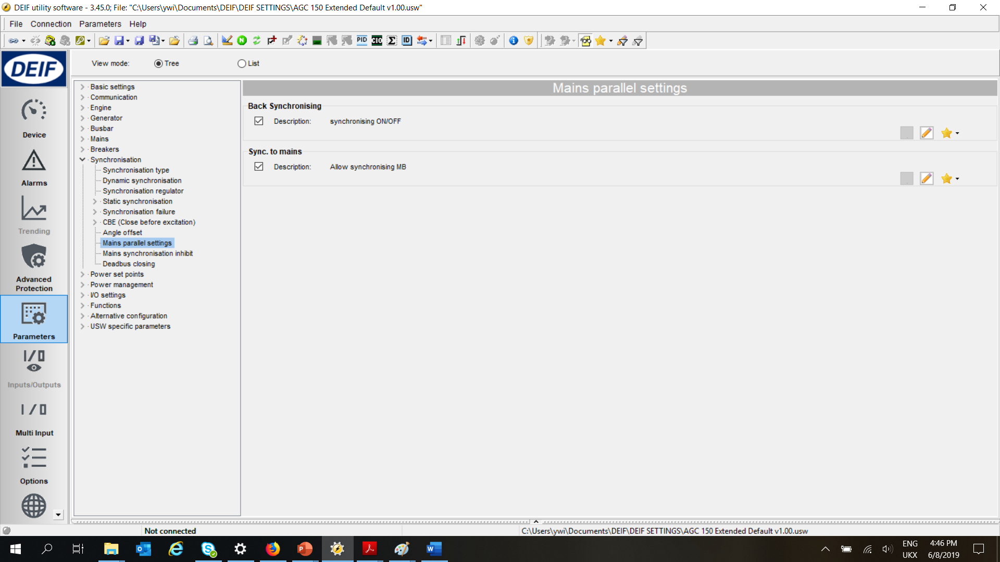 DEIF utility software - 3.45.0; File: "C:\Users\ywi\Documents\DEIF\DEIF SETTINGS\AGC 150 Extended Default v1.00.usw"
File Connection Parameters Help
PID CIO Σ ID
DEIF
View mode: Tree List
Device
Alarms
Trending
Advanced
Protection
Parameters
Inputs/Outputs
Multi Input
Options
Basic settings
Communication
Engine
Generator
Busbar
Mains
Breakers
Synchronisation
Synchronisation type
Dynamic synchronisation
Synchronisation regulator
Static synchronisation
Synchronisation failure
CBE (Close before excitation)
Angle offset
Mains parallel settings
Mains synchronisation inhibit
Deadbus closing
Power set points
Power management
I/O settings
Functions
Alternative configuration
USW specific parameters
Mains parallel settings
Back Synchronising
Description: synchronising ON/OFF
Sync. to mains
Description: Allow synchronising MB
Not connected
C:\Users\ywi\Documents\DEIF\DEIF SETTINGS\AGC 150 Extended Default v1.00.usw
ENG
UKX
4:46 PM
6/8/2019